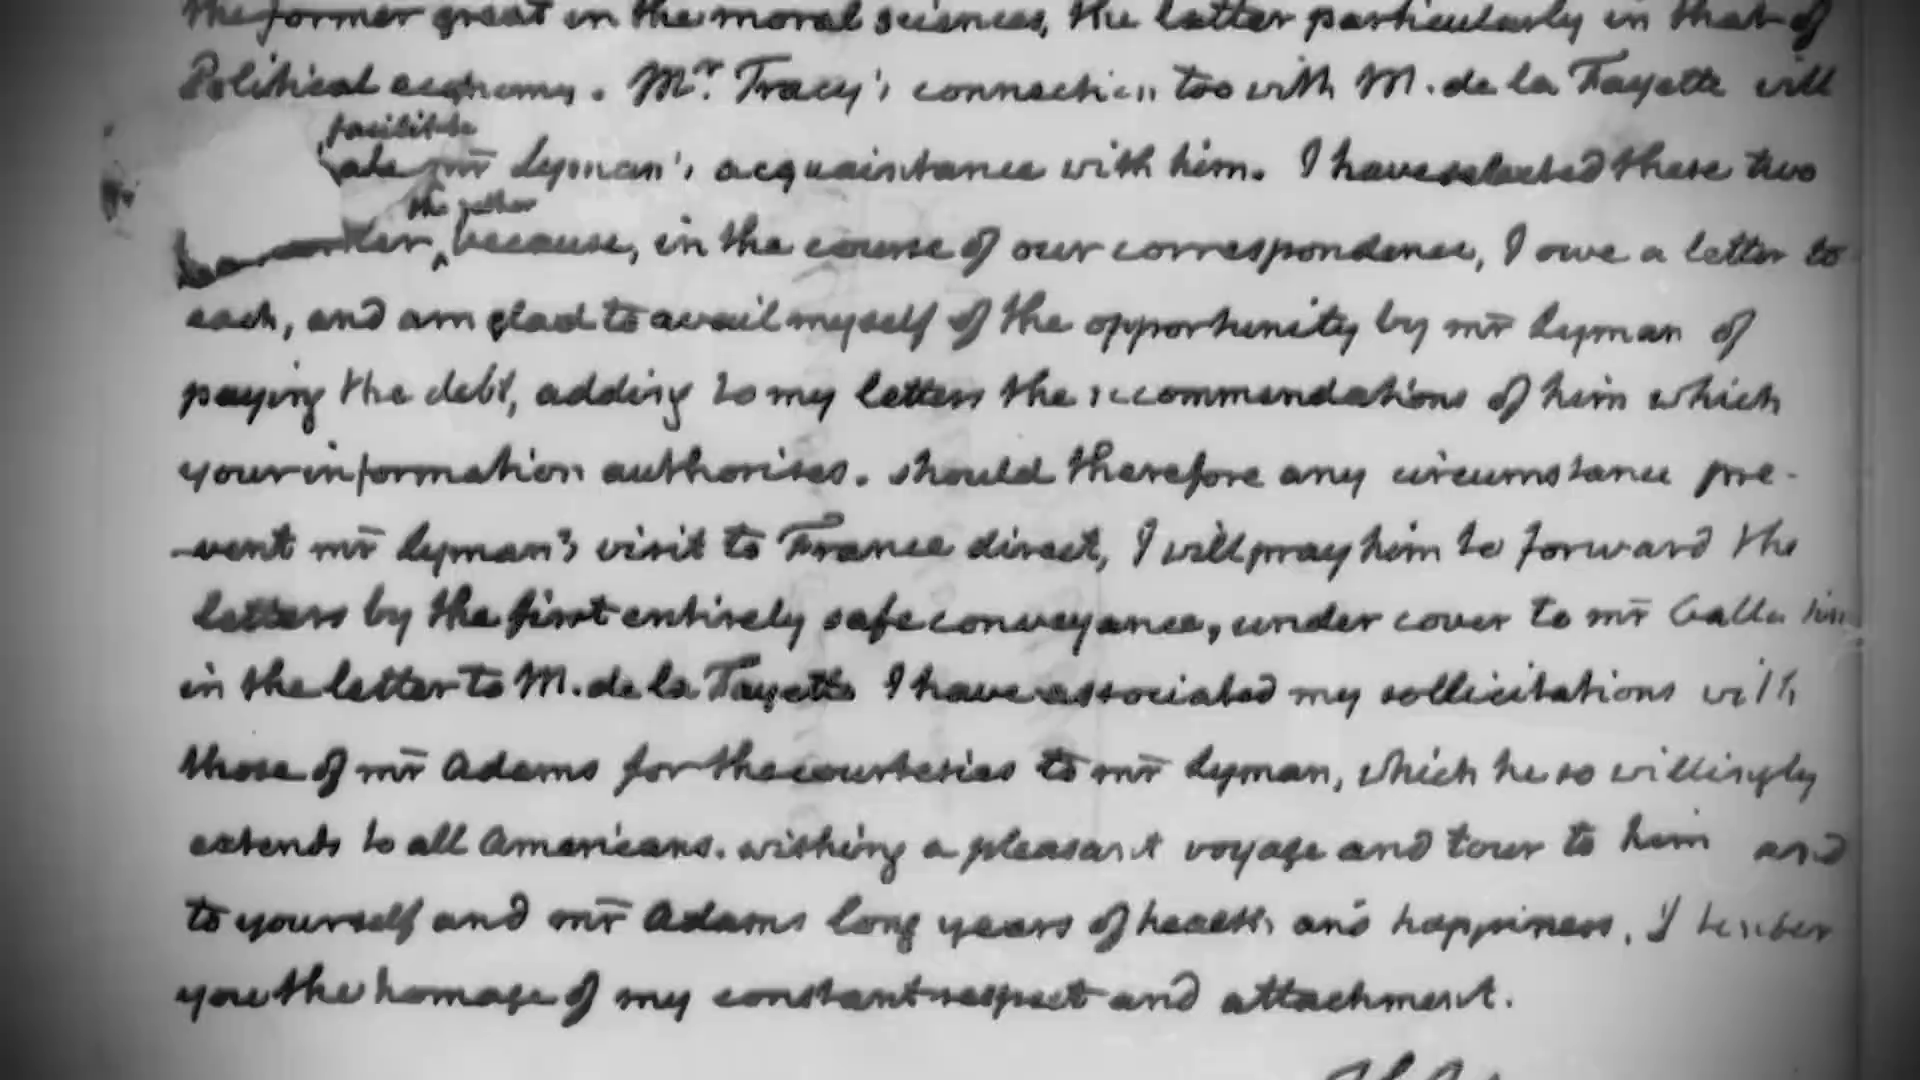 the former great in the moral sciences, the latter particularly in that of
Political economy. Mr. Tracy's connection too with M. de la Fayette will
facilitate
mr Lyman's acquaintance with him. I have selected these two
the rather
because, in the course of our correspondence, I owe a letter to
each, and am glad to avail myself of the opportunity by mr Lyman of
paying the debt, adding to my letters the recommendations of him which
your information authorises. should therefore any circumstance pre-
-vent mr Lyman's visit to France direct, I will pray him to forward the
letters by the first entirely safe conveyance, under cover to mr Gallatin
in the letter to M. de la Fayette I have associated my sollicitations with
those of mr Adams for the courtesies to mr Lyman, which he so willingly
extends to all Americans. wishing a pleasant voyage and tour to him and
to yourself and mr Adams long years of health and happiness, I tender
you the homage of my constant respect and attachment.